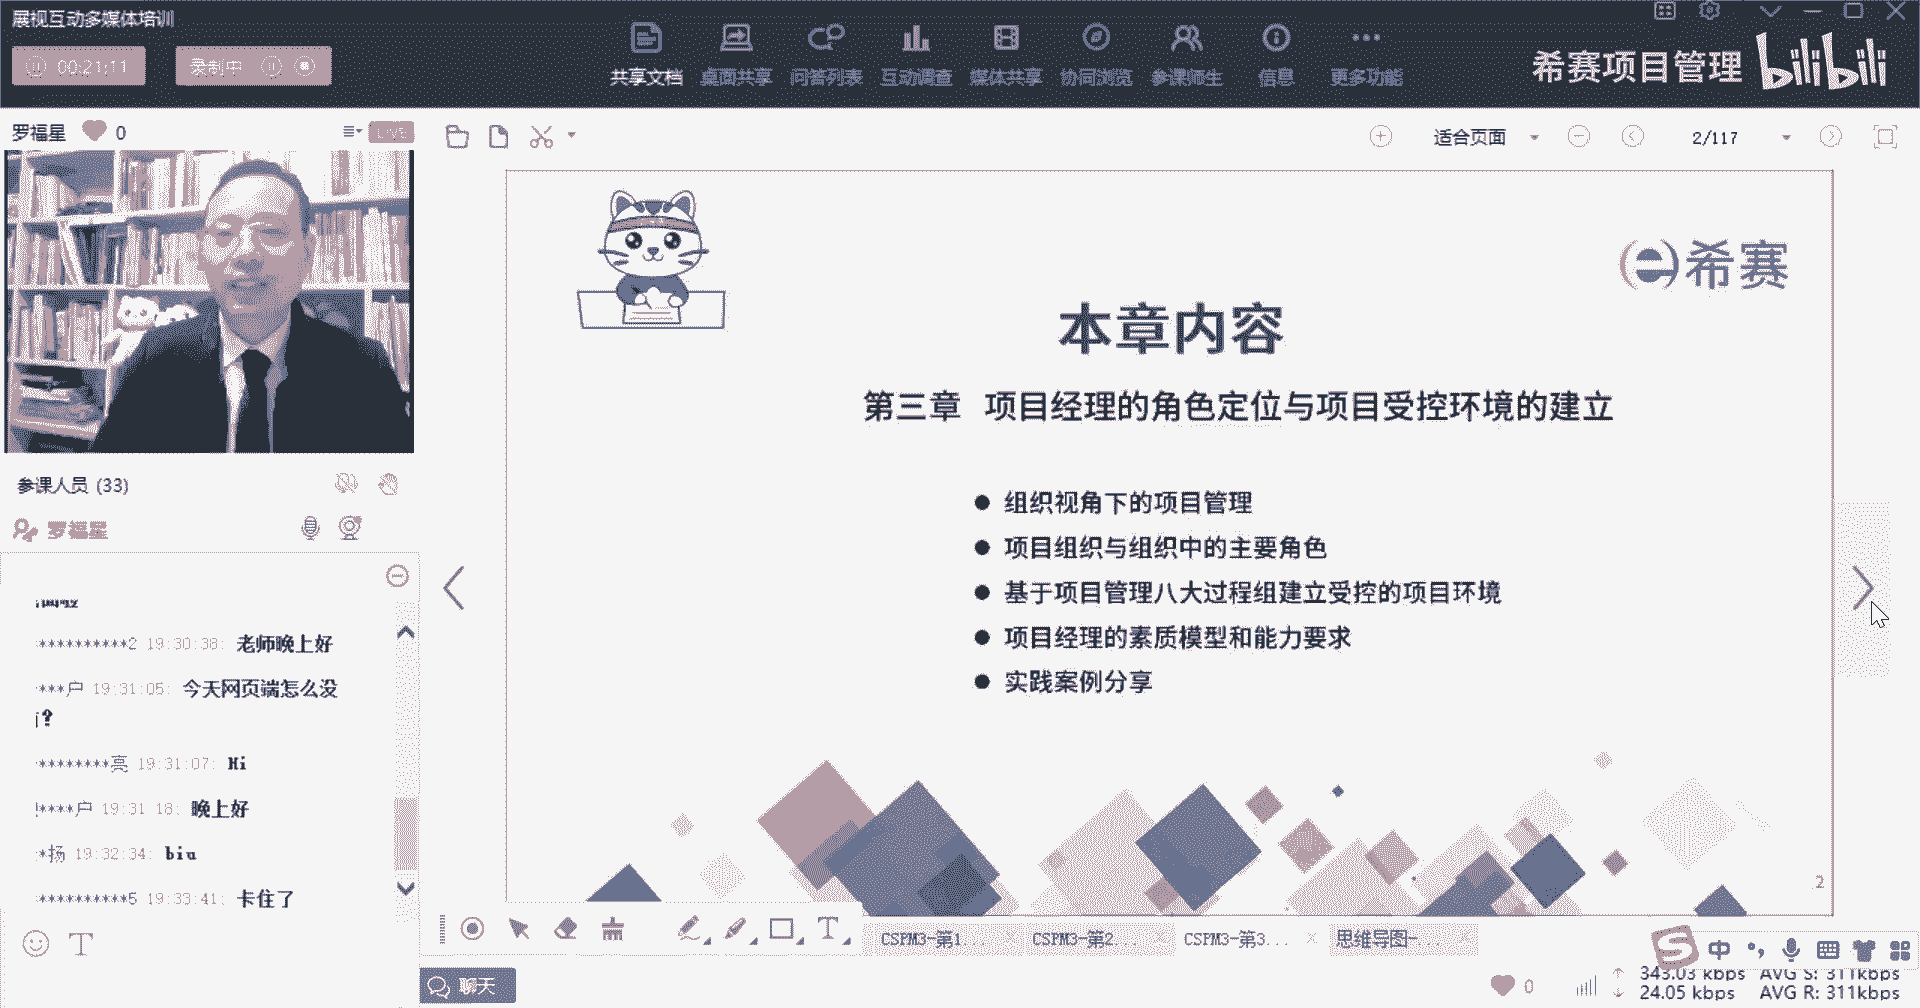 展视互动多媒体培训
00:21:11
录制中
共享文档 桌面共享 问答列表 互动调查 媒体共享 协同浏览 参课师生 信息 更多功能
希赛项目管理 bilibili
罗福星 0
LIVE
适合页面
2/117
希赛
本章内容
第三章 项目经理的角色定位与项目受控环境的建立
组织视角下的项目管理
项目组织与组织中的主要角色
基于项目管理八大过程组建立受控的项目环境
项目经理的素质模型和能力要求
实践案例分享
2
参课人员 (33)
罗福星
**********2 19:30:38: 老师晚上好
***户 19:31:05: 今天网页端怎么没
?
********亮 19:31:07: Hi
****户 19:31:18: 晚上好
*扬 19:32:34: biu
**********5 19:33:41: 卡住了
CSPM3-第1... CSPM3-第2... CSPM3-第3... 思维导图-...
聊天
中
0
343.03 kbps AVG S: 311kbps
24.05 kbps AVG R: 311kbps